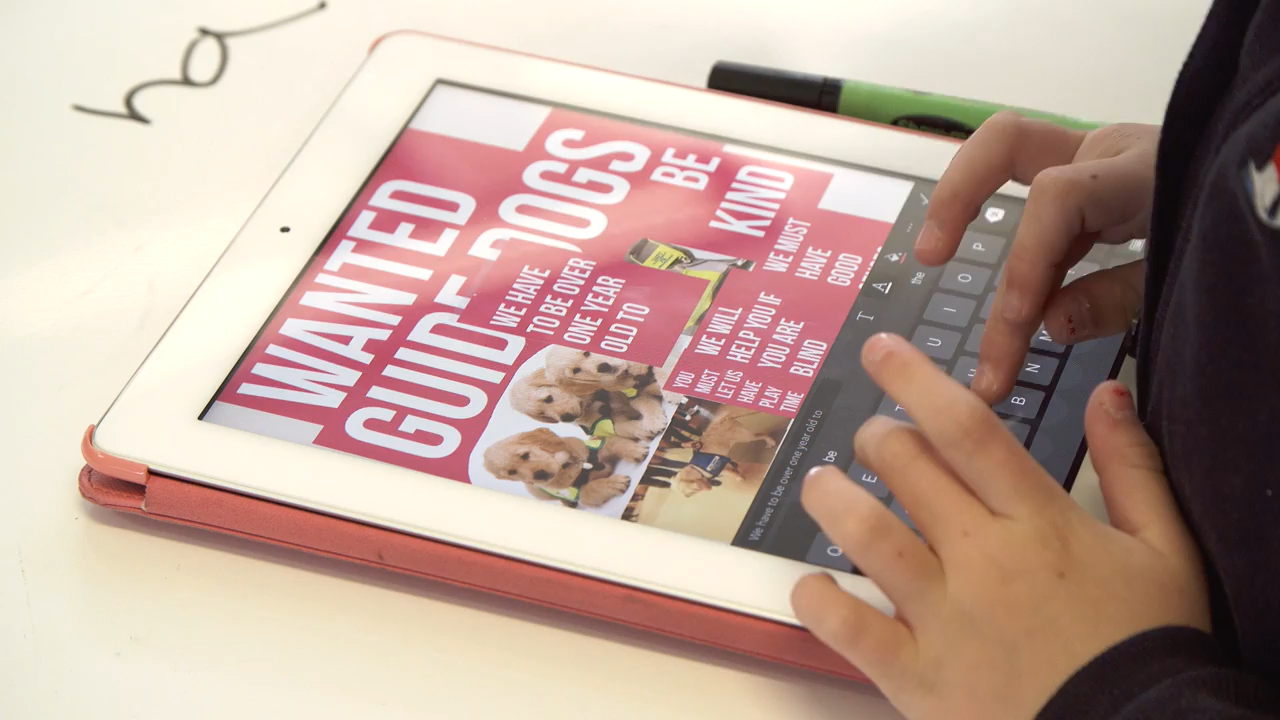 ha
WANTED
GUIDE DOGS
WE HAVE
TO BE OVER
ONE YEAR
OLD TO
BE
KIND
WE MUST
HAVE
GOOD
WE WILL
HELP YOU IF
YOU ARE
BLIND
YOU
MUST
LET US
HAVE
PLAY
TIME
We have to be over one year old to
be
the
T
A
Q
E
T
U
I
O
P
B
N
M